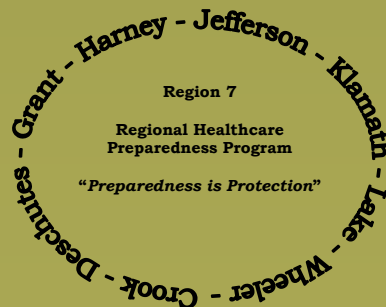 Grant - Harney - Jefferson - Klamath - Lake - Wheeler - Crook - Deschutes -
Region 7
Regional Healthcare
Preparedness Program
“Preparedness is Protection”